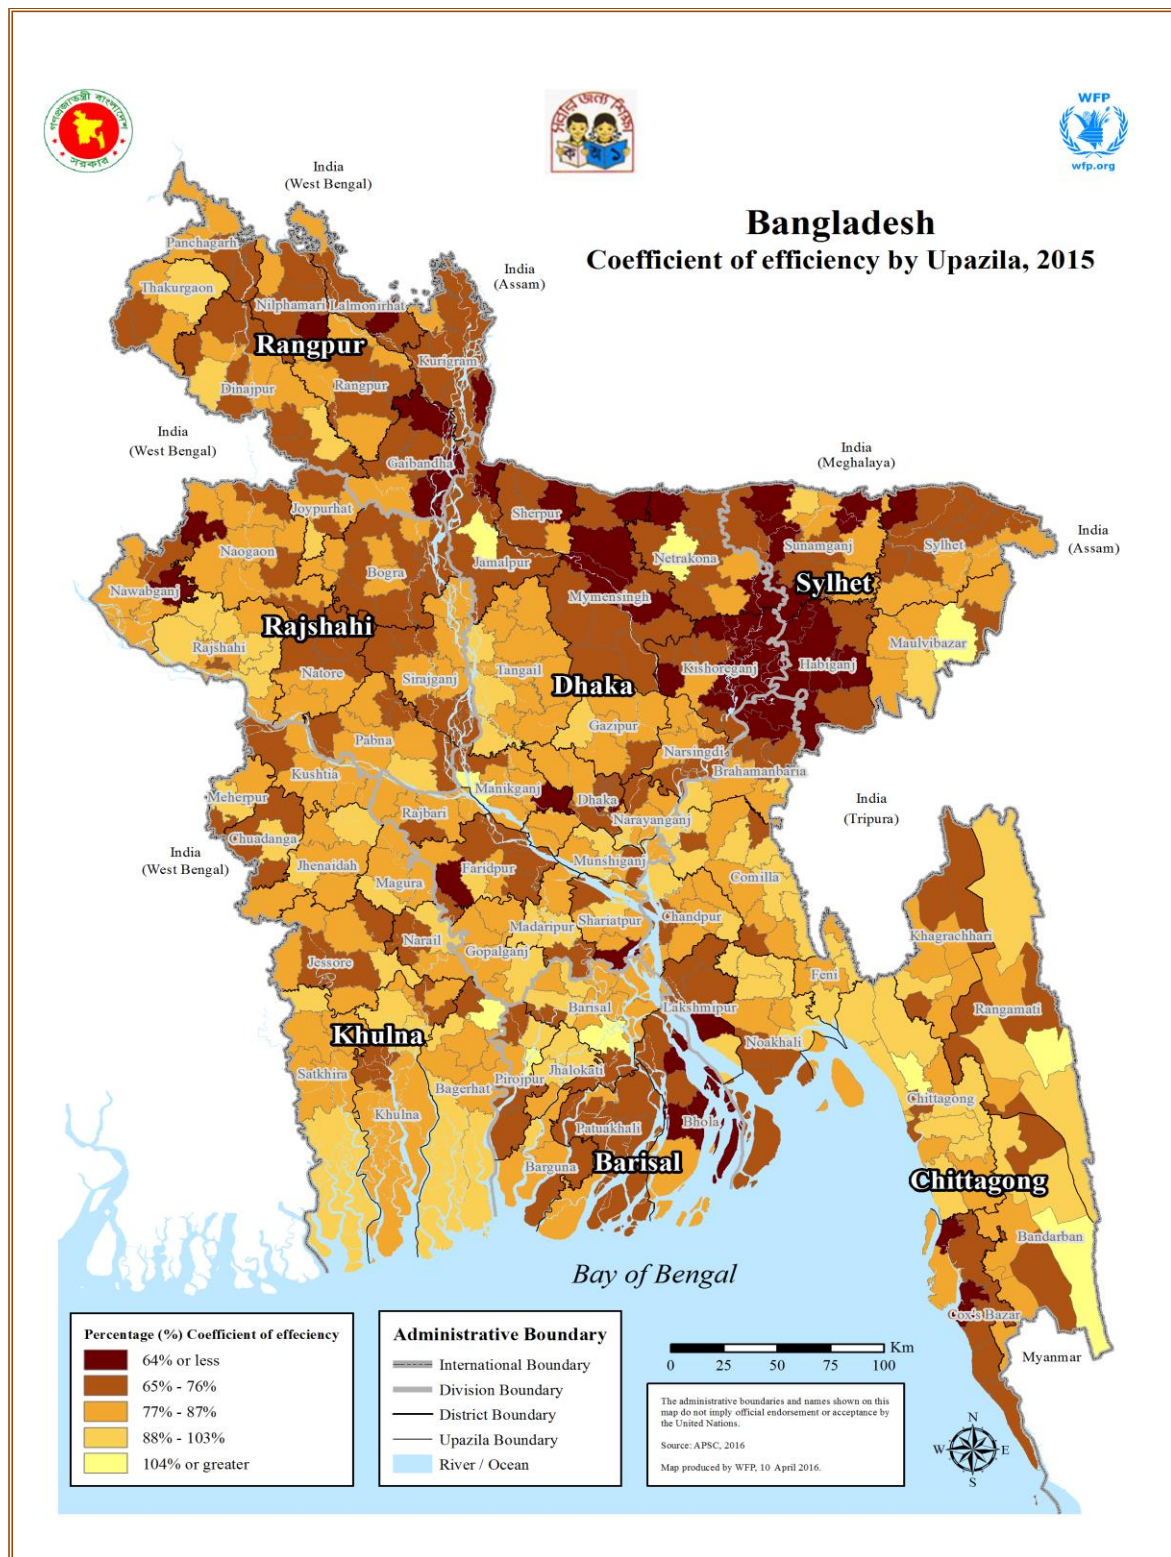 গণপ্রজাতন্ত্রী বাংলাদেশ
সরকার
সবার জন্য শিক্ষা
ক
অ
১
WFP
wfp.org
Bangladesh
Coefficient of efficiency by Upazila, 2015
India
(West Bengal)
India
(Assam)
India
(West Bengal)
India
(Meghalaya)
India
(Assam)
India
(Tripura)
India
(West Bengal)
Panchagarh
Thakurgaon
Nilphamari
Lalmonirhat
Rangpur
Kurigram
Dinajpur
Rangpur
Gaibandha
Joypurhat
Sherpur
Naogaon
Bogra
Jamalpur
Netrakona
Sunamganj
Sylhet
Nawabganj
Mymensingh
Sylhet
Rajshahi
Rajshahi
Natore
Sirajganj
Tangail
Dhaka
Kishoreganj
Habiganj
Maulvibazar
Gazipur
Pabna
Narsingdi
Kushtia
Brahamanbaria
Meherpur
Manikganj
Dhaka
Rajbari
Narayanganj
Chuadanga
Jhenaidah
Faridpur
Munshiganj
Magura
Comilla
Madaripur
Shariatpur
Chandpur
Narail
Gopalganj
Khagrachhari
Jessore
Feni
Barisal
Lakshmipur
Rangamati
Khulna
Noakhali
Satkhira
Bagerhat
Pirojpur
Jhalokati
Chittagong
Khulna
Patuakhali
Bhola
Barguna
Barisal
Chittagong
Bandarban
Bay of Bengal
Cox's Bazar
Myanmar
Percentage (%) Coefficient of effeciency
64% or less
65% - 76%
77% - 87%
88% - 103%
104% or greater
Administrative Boundary
International Boundary
Division Boundary
District Boundary
Upazila Boundary
River / Ocean
Km
0 25 50 75 100
The administrative boundaries and names shown on this
map do not imply official endorsement or acceptance by
the United Nations.
Source: APSC, 2016
Map produced by WFP, 10 April 2016.
N
W E
S